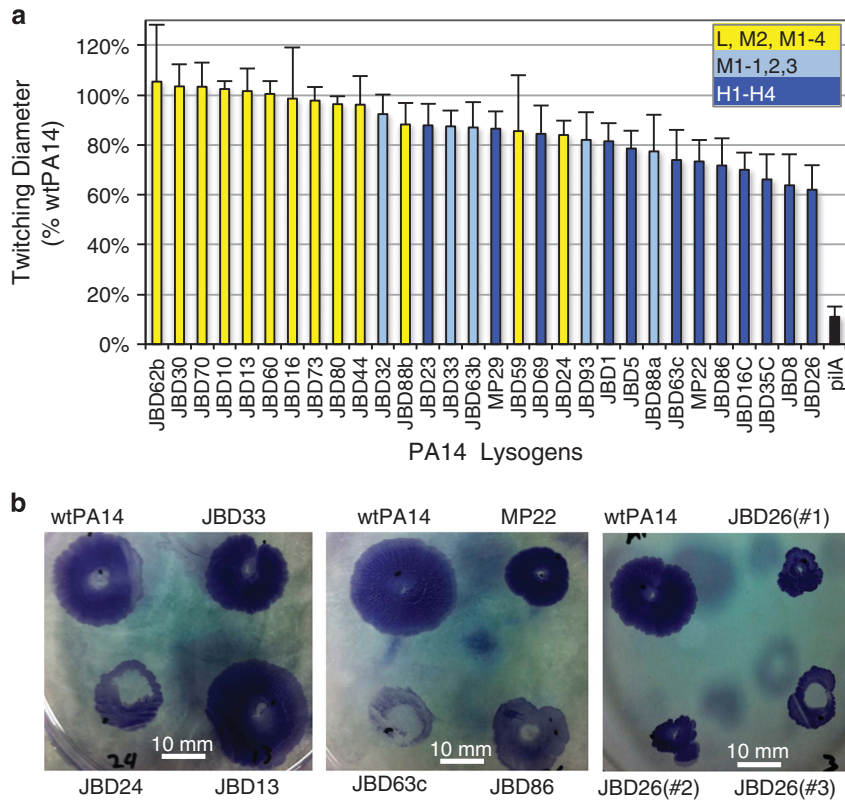 a
Twitching Diameter
(% wtPA14)
120%
100%
80%
60%
40%
20%
0%
L, M2, M1-4
M1-1,2,3
H1-H4
JBD62b
JBD30
JBD70
JBD10
JBD13
JBD60
JBD16
JBD73
JBD80
JBD44
JBD32
JBD88b
JBD23
JBD33
JBD63b
MP29
JBD59
JBD69
JBD24
JBD93
JBD1
JBD5
JBD88a
JBD63c
MP22
JBD86
JBD16C
JBD35C
JBD8
JBD26
pilA
PA14 Lysogens
b
wtPA14 JBD33
24
13
10 mm
JBD24 JBD13
wtPA14 MP22
10 mm
JBD63c JBD86
wtPA14 JBD26(#1)
10 mm
3
JBD26(#2) JBD26(#3)